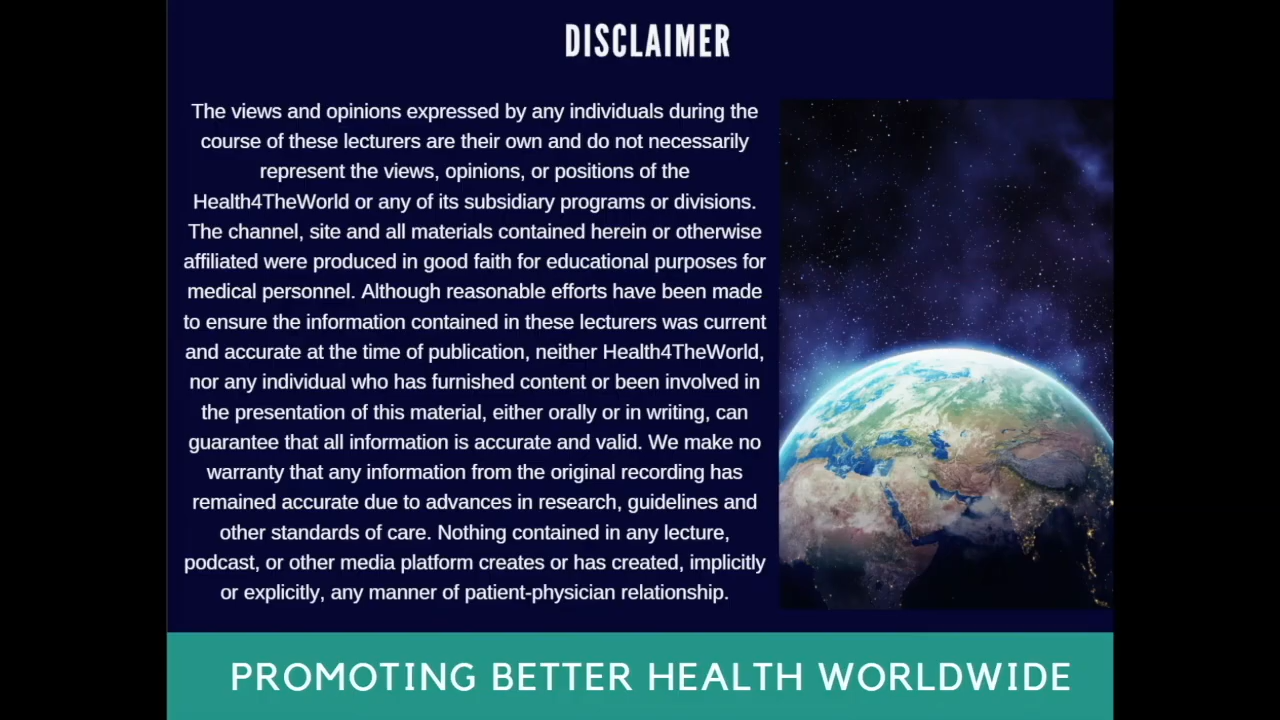 DISCLAIMER
The views and opinions expressed by any individuals during the
course of these lecturers are their own and do not necessarily
represent the views, opinions, or positions of the
Health4TheWorld or any of its subsidiary programs or divisions.
The channel, site and all materials contained herein or otherwise
affiliated were produced in good faith for educational purposes for
medical personnel. Although reasonable efforts have been made
to ensure the information contained in these lecturers was current
and accurate at the time of publication, neither Health4TheWorld,
nor any individual who has furnished content or been involved in
the presentation of this material, either orally or in writing, can
guarantee that all information is accurate and valid. We make no
warranty that any information from the original recording has
remained accurate due to advances in research, guidelines and
other standards of care. Nothing contained in any lecture,
podcast, or other media platform creates or has created, implicitly
or explicitly, any manner of patient-physician relationship.
PROMOTING BETTER HEALTH WORLDWIDE